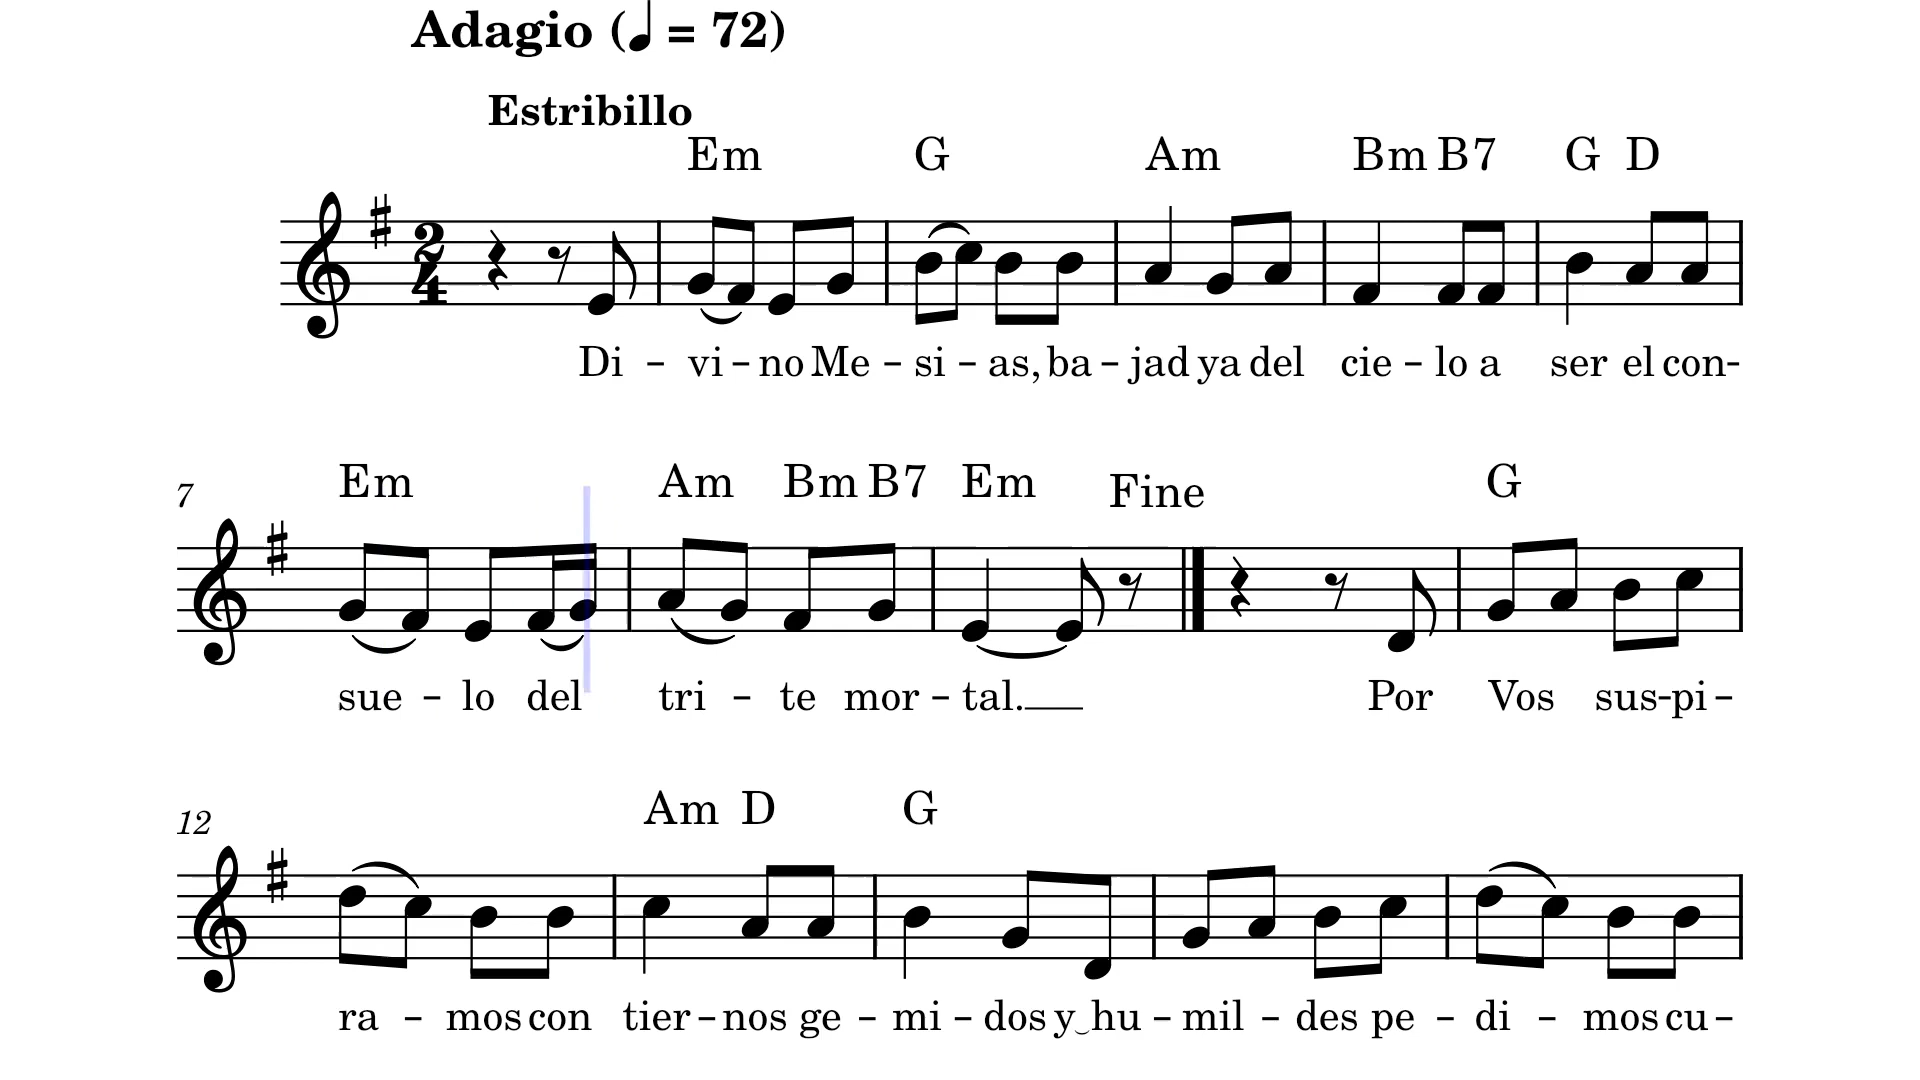 Adagio (♩ = 72)
Estribillo
Em G Am Bm B7 G D
2
4
Di - vi - no Me - si - as, ba - jad ya del cie - lo a ser el con-
7
Em Am Bm B7 Em Fine G
sue - lo del tri - te mor - tal. Por Vos sus-pi-
12
Am D G
ra - mos con tier-nos ge - mi - dos y‿hu - mil - des pe - di - mos cu-